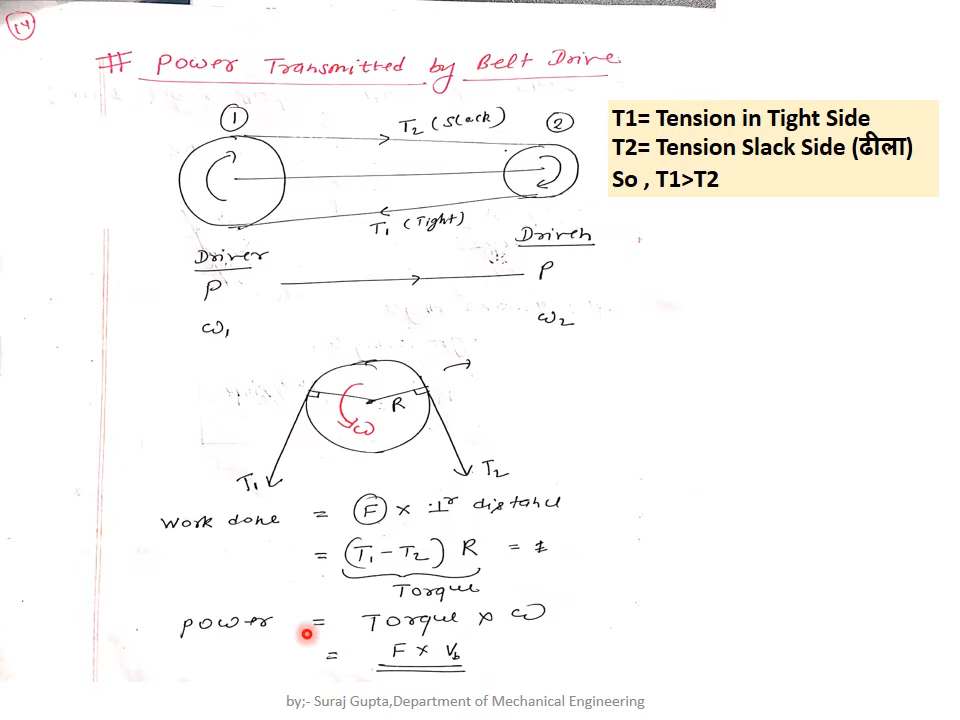 14
# Power Transmitted by Belt Drive
1
T2 (Slack)
2
T1= Tension in Tight Side
T2= Tension Slack Side (ढीला)
So , T1>T2
T1 (Tight)
Driver
Driven
P
P
ω1
ω2
R
ω
T1
T2
Work done = F × ⊥r distance
= (T1 - T2) R =
Torque
Power = Torque × ω
= F × Vb
by;- Suraj Gupta,Department of Mechanical Engineering